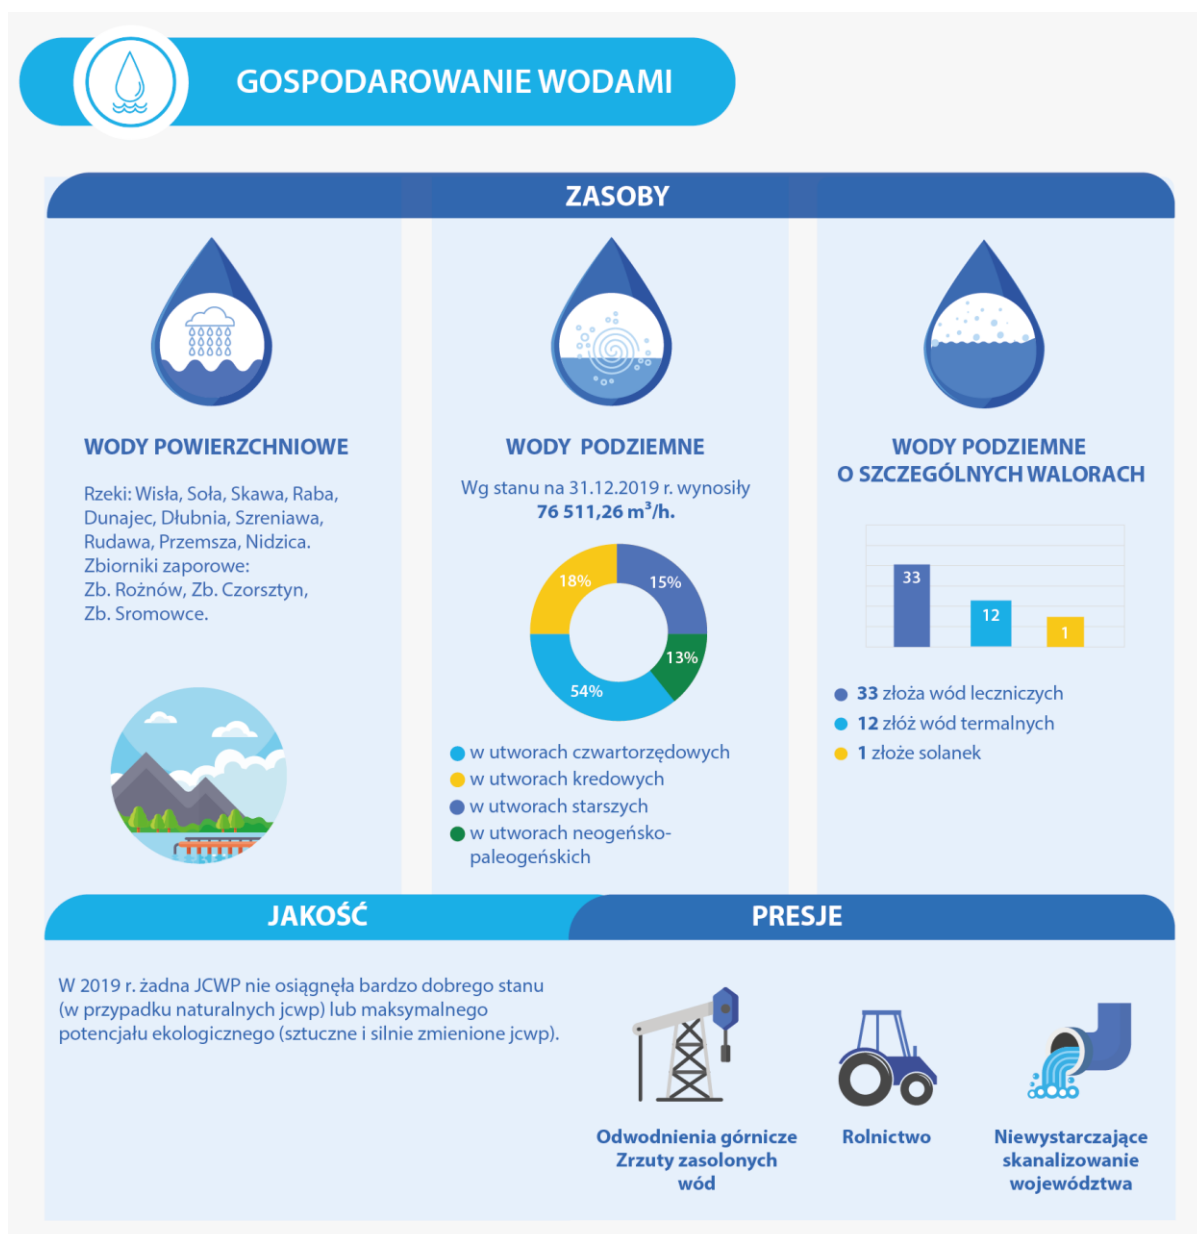 GOSPODAROWANIE WODAMI
ZASOBY
WODY POWIERZCHNIOWE
Rzeki: Wisła, Soła, Skawa, Raba,
Dunajec, Dłubnia, Szreniawa,
Rudawa, Przemsza, Nidzica.
Zbiorniki zaporowe:
Zb. Rożnów, Zb. Czorsztyn,
Zb. Sromowce.
WODY PODZIEMNE
Wg stanu na 31.12.2019 r. wynosiły
76 511,26 m³/h.
18%
15%
13%
54%
w utworach czwartorzędowych
w utworach kredowych
w utworach starszych
w utworach neogeńsko-
paleogeńskich
WODY PODZIEMNE
O SZCZEGÓLNYCH WALORACH
33
12
1
33 złoża wód leczniczych
12 złóż wód termalnych
1 złoże solanek
JAKOŚĆ
W 2019 r. żadna JCWP nie osiągnęła bardzo dobrego stanu
(w przypadku naturalnych jcwp) lub maksymalnego
potencjału ekologicznego (sztuczne i silnie zmienione jcwp).
PRESJE
Odwodnienia górnicze
Zrzuty zasolonych
wód
Rolnictwo
Niewystarczające
skanalizowanie
województwa